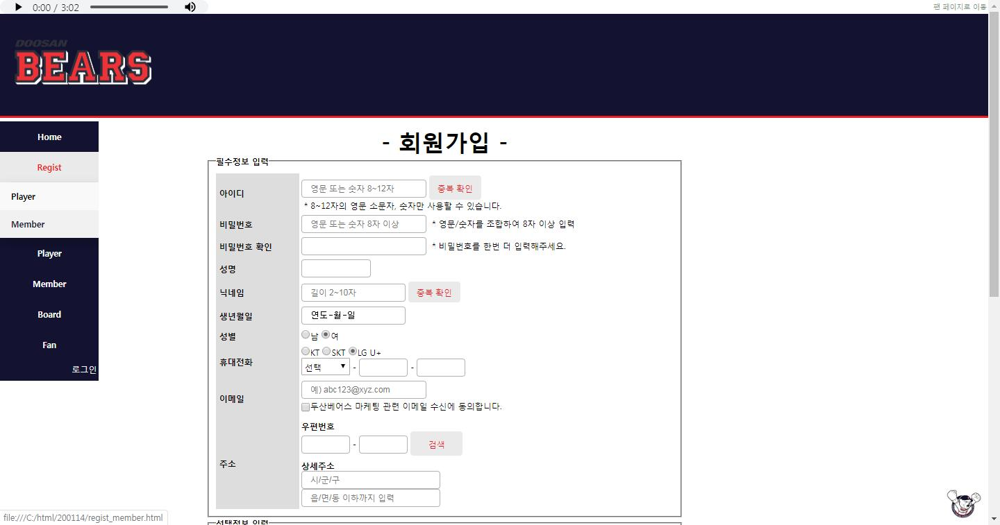 0:00 / 3:02
팬 페이지로 이동
DOOSAN
BEARS
Home
Regist
Player
Member
Player
Member
Board
Fan
로그인
- 회원가입 -
필수정보 입력
아이디 영문 또는 숫자 8~12자 중복 확인
* 8~12자의 영문 소문자, 숫자만 사용할 수 있습니다.
비밀번호 영문 또는 숫자 8자 이상 * 영문/숫자를 조합하여 8자 이상 입력
비밀번호 확인 * 비밀번호를 한번 더 입력해주세요.
성명
닉네임 길이 2~10자 중복 확인
생년월일 연도-월-일
성별 남 여
KT SKT LG U+
휴대전화
선택 - -
이메일 예) abc123@xyz.com
두산베어스 마케팅 관련 이메일 수신에 동의합니다.
우편번호
- 검색
주소
상세주소
시/군/구
읍/면/동 이하까지 입력
선택정보 입력
file:///C:/html/200114/regist_member.html